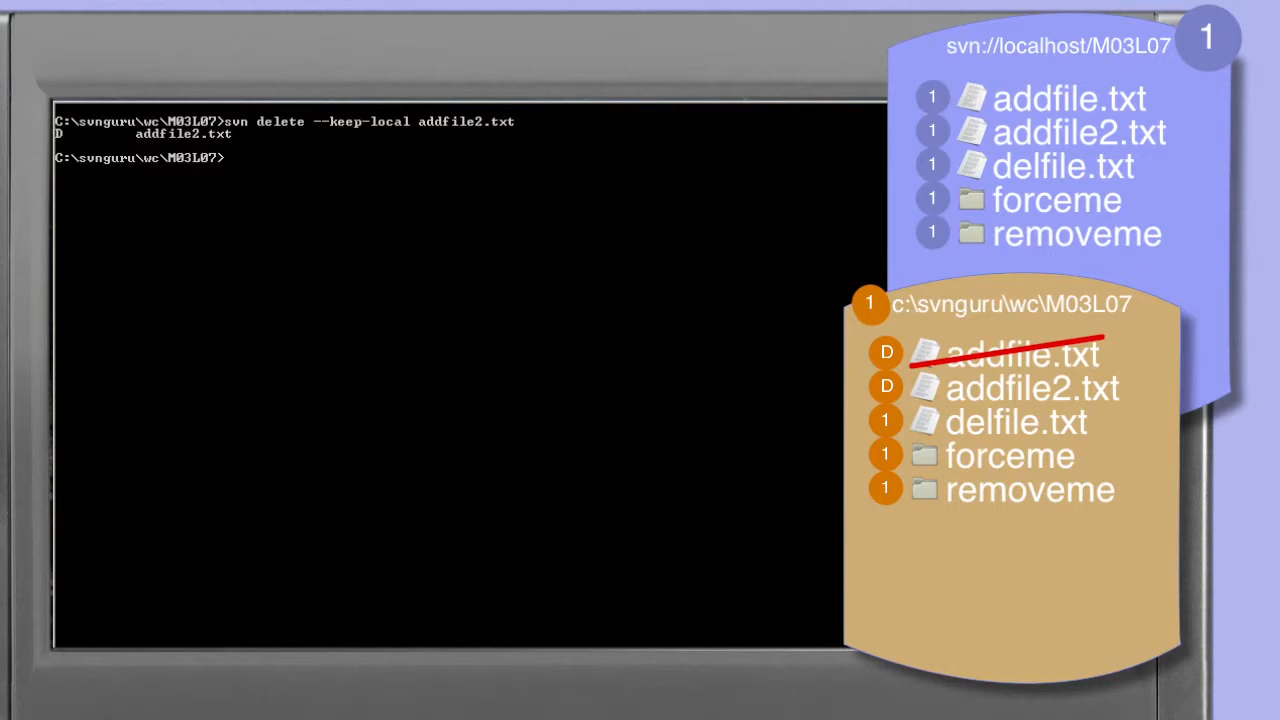 C:\svnguru\wc\M03L07>svn delete --keep-local addfile2.txt
D         addfile2.txt
C:\svnguru\wc\M03L07>
svn://localhost/M03L07 1
1 addfile.txt
1 addfile2.txt
1 delfile.txt
1 forceme
1 removeme
1 c:\svnguru\wc\M03L07
D addfile.txt
D addfile2.txt
1 delfile.txt
1 forceme
1 removeme